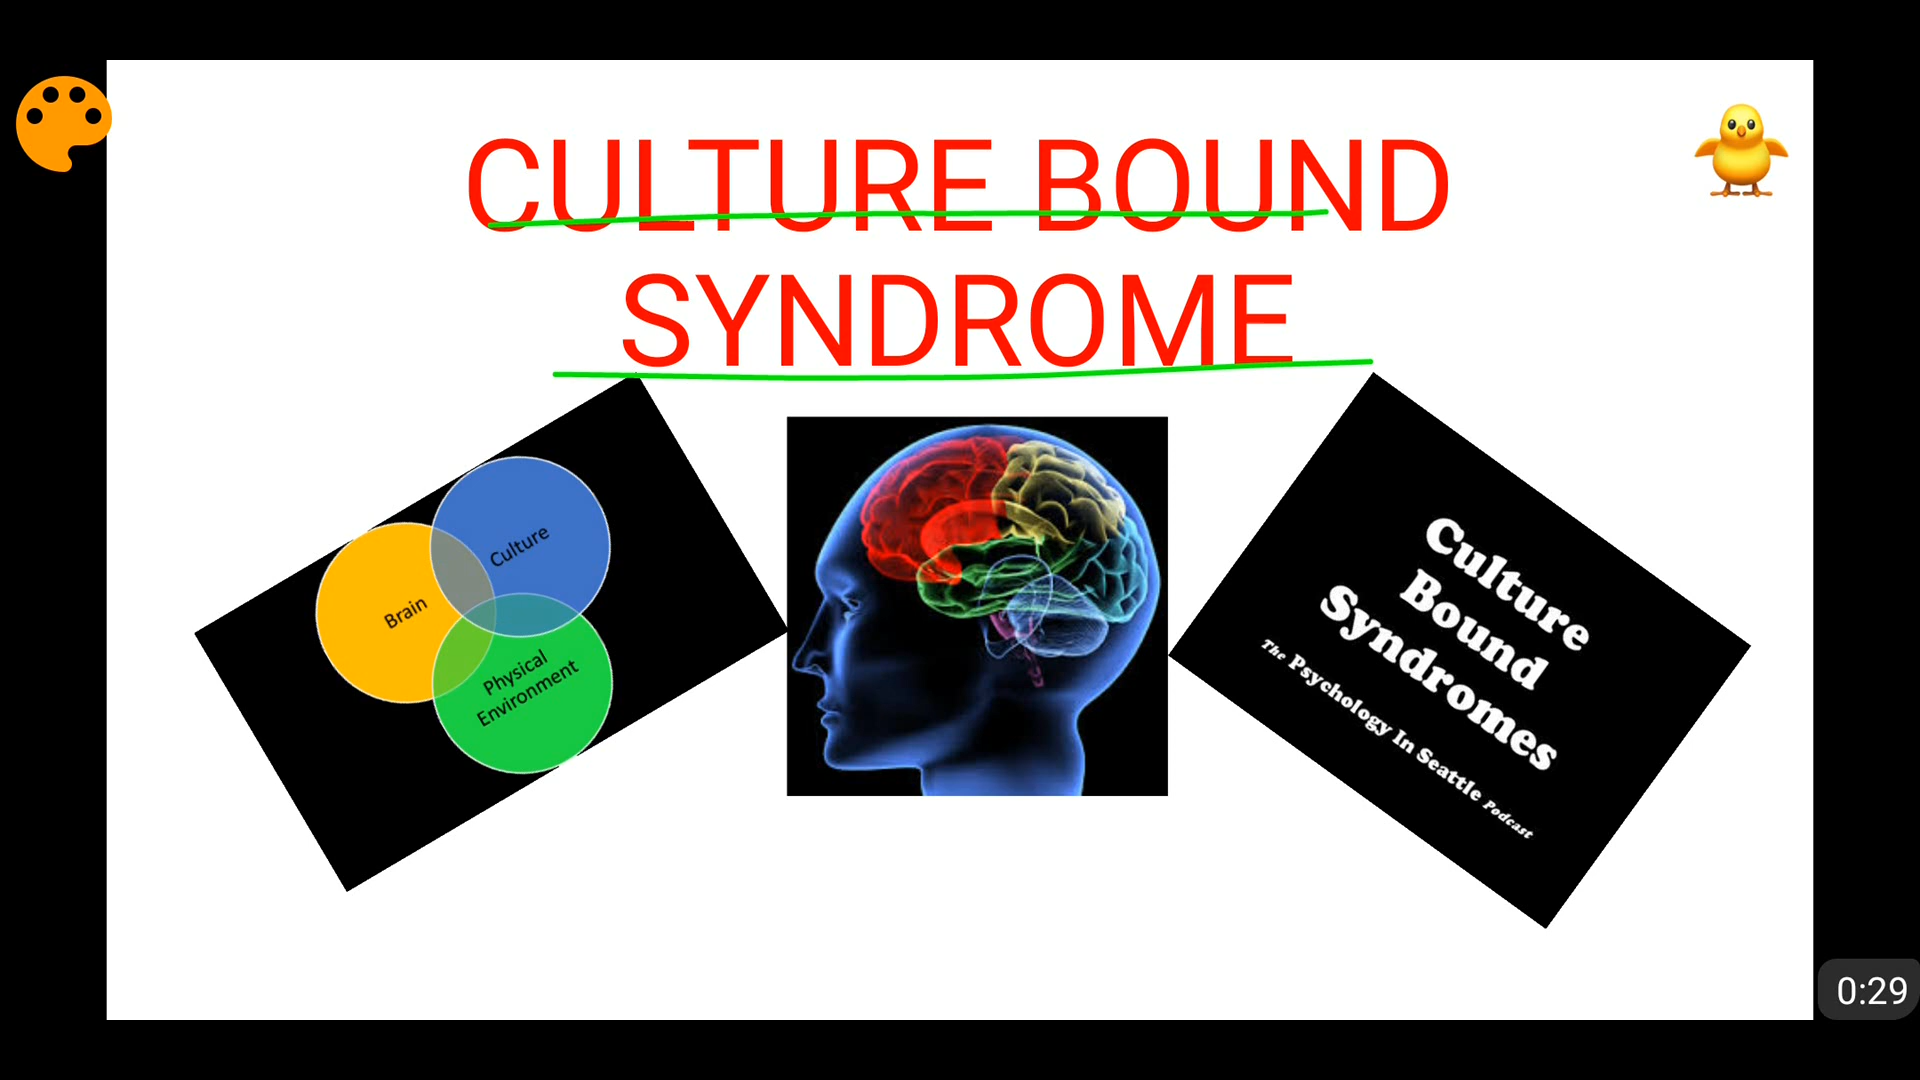 CULTURE BOUND
SYNDROME
Culture
Brain
Physical
Environment
Culture
Bound
Syndromes
The Psychology In Seattle Podcast
0:29